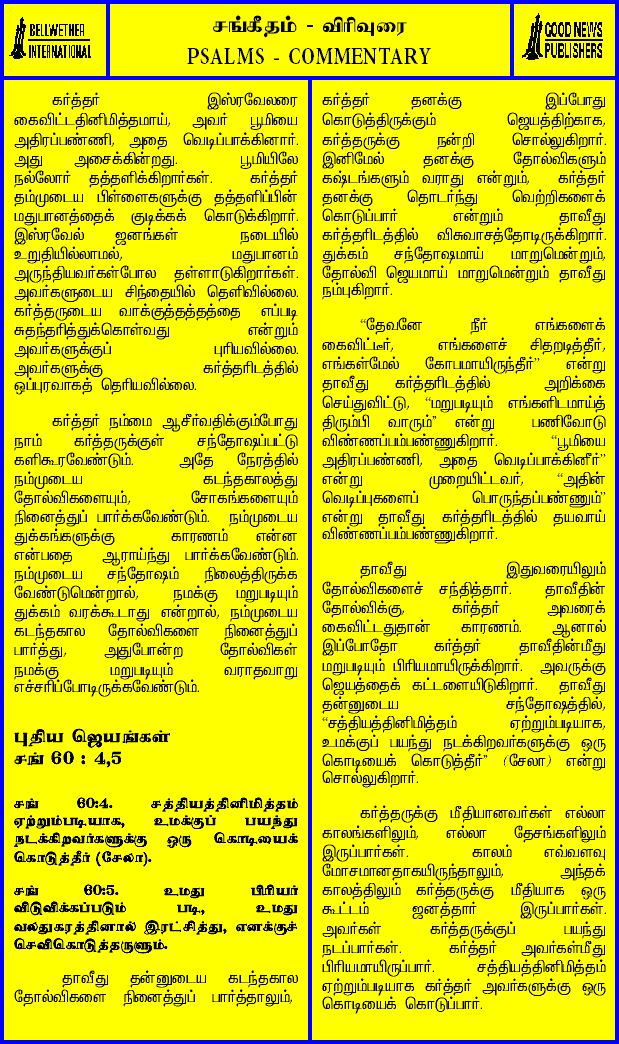 BELLWETHER
INTERNATIONAL
சங்கீதம் - விரிவுரை
PSALMS - COMMENTARY
GOOD NEWS
PUBLISHERS
கர்த்தர் இஸ்ரவேலரை
கைவிட்டதினிமித்தமாய், அவர் பூமியை
அதிரப்பண்ணி, அதை வெடிப்பாக்கினார்.
அது அசைக்கின்றது. பூமியிலே
நல்லோர் தத்தளிக்கிறார்கள். கர்த்தர்
தம்முடைய பிள்ளைகளுக்கு தத்தளிப்பின்
மதுபானத்தைக் குடிக்கக் கொடுக்கிறார்.
இஸ்ரவேல் ஜனங்கள் நடையில்
உறுதியில்லாமல், மதுபானம்
அருந்தியவர்கள்போல தள்ளாடுகிறார்கள்.
அவர்களுடைய சிந்தையில் தெளிவில்லை.
கர்த்தருடைய வாக்குத்தத்தத்தை எப்படி
சுதந்தரித்துக்கொள்வது என்றும்
அவர்களுக்குப் புரியவில்லை.
அவர்களுக்கு கர்த்தரிடத்தில்
ஒப்புரவாகத் தெரியவில்லை.
கர்த்தர் நம்மை ஆசீர்வதிக்கும்போது
நாம் கர்த்தருக்குள் சந்தோஷப்பட்டு
களிகூரவேண்டும். அதே நேரத்தில்
நம்முடைய கடந்தகாலத்து
தோல்விகளையும், சோகங்களையும்
நினைத்துப் பார்க்கவேண்டும். நம்முடைய
துக்கங்களுக்கு காரணம் என்ன
என்பதை ஆராய்ந்து பார்க்கவேண்டும்.
நம்முடைய சந்தோஷம் நிலைத்திருக்க
வேண்டுமென்றால், நமக்கு மறுபடியும்
துக்கம் வரக்கூடாது என்றால், நம்முடைய
கடந்தகால தோல்விகளை நினைத்துப்
பார்த்து, அதுபோன்ற தோல்விகள்
நமக்கு மறுபடியும் வராதவாறு
எச்சரிப்போடிருக்கவேண்டும்.
புதிய ஜெயங்கள்
சங் 60 : 4,5
சங் 60:4. சத்தியத்தினிமித்தம்
ஏற்றும்படியாக, உமக்குப் பயந்து
நடக்கிறவர்களுக்கு ஒரு கொடியைக்
கொடுத்தீர் (சேலா).
சங் 60:5. உமது பிரியர்
விடுவிக்கப்படும் படி, உமது
வலதுகரத்தினால் இரட்சித்து, எனக்குச்
செவிகொடுத்தருளும்.
தாவீது தன்னுடைய கடந்தகால
தோல்விகளை நினைத்துப் பார்த்தாலும்,
கர்த்தர் தனக்கு இப்போது
கொடுத்திருக்கும் ஜெயத்திற்காக,
கர்த்தருக்கு நன்றி சொல்லுகிறார்.
இனிமேல் தனக்கு தோல்விகளும்
கஷ்டங்களும் வராது என்றும், கர்த்தர்
தனக்கு தொடர்ந்து வெற்றிகளைக்
கொடுப்பார் என்றும் தாவீது
கர்த்தரிடத்தில் விசுவாசத்தோடிருக்கிறார்.
துக்கம் சந்தோஷமாய் மாறுமென்றும்,
தோல்வி ஜெயமாய் மாறுமென்றும் தாவீது
நம்புகிறார்.
“தேவனே நீர் எங்களைக்
கைவிட்டீர், எங்களைச் சிதறடித்தீர்,
எங்கள்மேல் கோபமாயிருந்தீர்” என்று
தாவீது கர்த்தரிடத்தில் அறிக்கை
செய்துவிட்டு, “மறுபடியும் எங்களிடமாய்த்
திரும்பி வாரும்” என்று பணிவோடு
விண்ணப்பம்பண்ணுகிறார். “பூமியை
அதிரப்பண்ணி, அதை வெடிப்பாக்கினீர்”
என்று முறையிட்டவர், “அதின்
வெடிப்புகளைப் பொருந்தப்பண்ணும்”
என்று தாவீது கர்த்தரிடத்தில் தயவாய்
விண்ணப்பம்பண்ணுகிறார்.
தாவீது இதுவரையிலும்
தோல்விகளைச் சந்தித்தார். தாவீதின்
தோல்விக்கு, கர்த்தர் அவரைக்
கைவிட்டதுதான் காரணம். ஆனால்
இப்போதோ கர்த்தர் தாவீதின்மீது
மறுபடியும் பிரியமாயிருக்கிறார். அவருக்கு
ஜெயத்தைக் கட்டளையிடுகிறார். தாவீது
தன்னுடைய சந்தோஷத்தில்,
“சத்தியத்தினிமித்தம் ஏற்றும்படியாக,
உமக்குப் பயந்து நடக்கிறவர்களுக்கு ஒரு
கொடியைக் கொடுத்தீர்” (சேலா) என்று
சொல்லுகிறார்.
கர்த்தருக்கு மீதியானவர்கள் எல்லா
காலங்களிலும், எல்லா தேசங்களிலும்
இருப்பார்கள். காலம் எவ்வளவு
மோசமானதாகயிருந்தாலும், அந்தக்
காலத்திலும் கர்த்தருக்கு மீதியாக ஒரு
கூட்டம் ஜனத்தார் இருப்பார்கள்.
அவர்கள் கர்த்தருக்குப் பயந்து
நடப்பார்கள். கர்த்தர் அவர்கள்மீது
பிரியமாயிருப்பார். சத்தியத்தினிமித்தம்
ஏற்றும்படியாக கர்த்தர் அவர்களுக்கு ஒரு
கொடியைக் கொடுப்பார்.